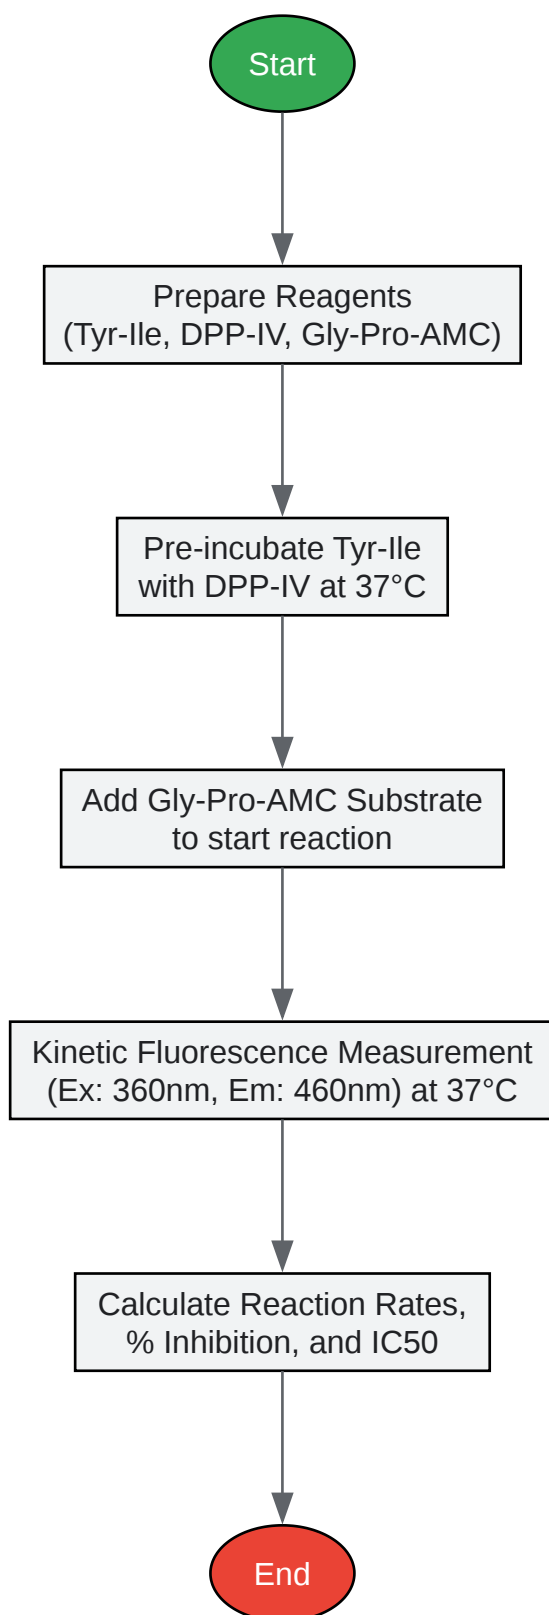 Start
Prepare Reagents
(Tyr-Ile, DPP-IV, Gly-Pro-AMC)
Pre-incubate Tyr-Ile
with DPP-IV at 37°C
Add Gly-Pro-AMC Substrate
to start reaction
Kinetic Fluorescence Measurement
(Ex: 360nm, Em: 460nm) at 37°C
Calculate Reaction Rates,
% Inhibition, and IC50
End